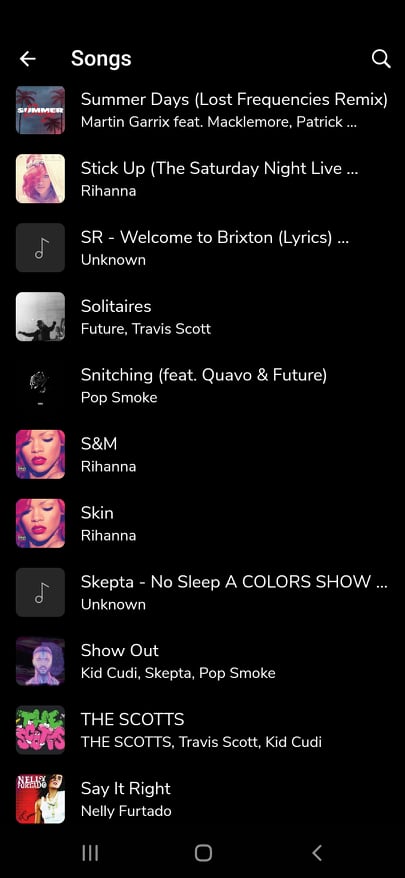 Songs
Summer Days (Lost Frequencies Remix)
SUMMER
Martin Garrix feat. Macklemore, Patrick ...
Stick Up (The Saturday Night Live ...
Rihanna
SR - Welcome to Brixton (Lyrics) ...
Unknown
Solitaires
Future, Travis Scott
Snitching (feat. Quavo & Future)
Pop Smoke
S&M
Rihanna
Skin
Rihanna
Skepta - No Sleep A COLORS SHOW ...
Unknown
Show Out
Kid Cudi, Skepta, Pop Smoke
THE SCOTTS
THE
SCOTTS
THE SCOTTS, Travis Scott, Kid Cudi
Say It Right
NELLY
FURTADO
Nelly Furtado